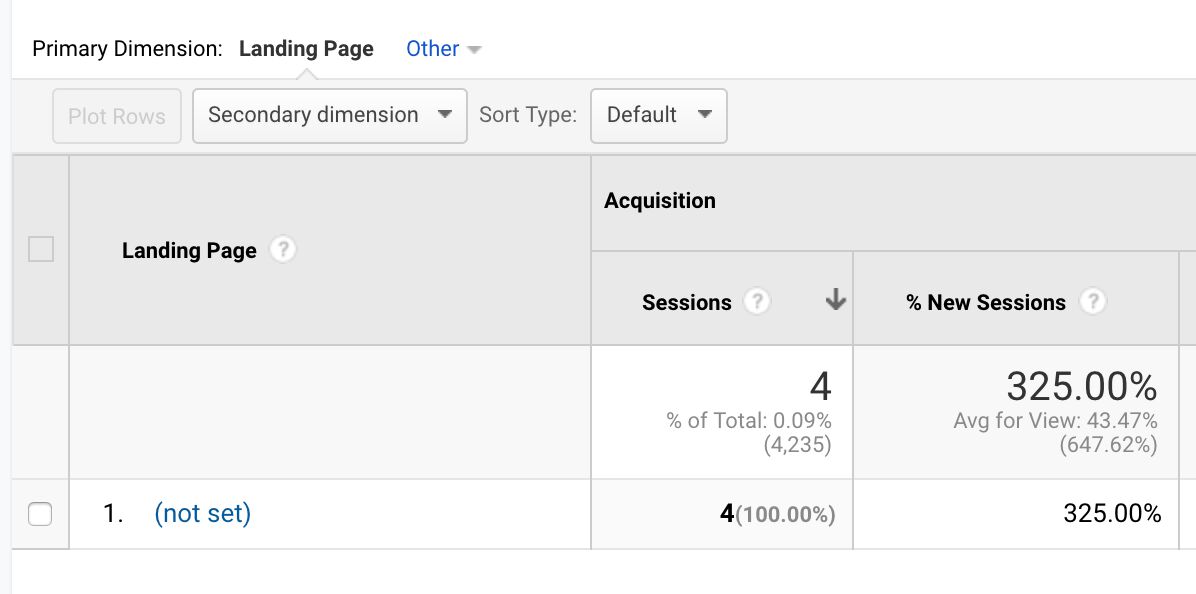 Primary Dimension: Landing Page Other
Plot Rows Secondary dimension Sort Type: Default
Acquisition
Landing Page ?
Sessions ? % New Sessions ?
4 325.00%
% of Total: 0.09% Avg for View: 43.47%
(4,235) (647.62%)
1. (not set) 4(100.00%) 325.00%